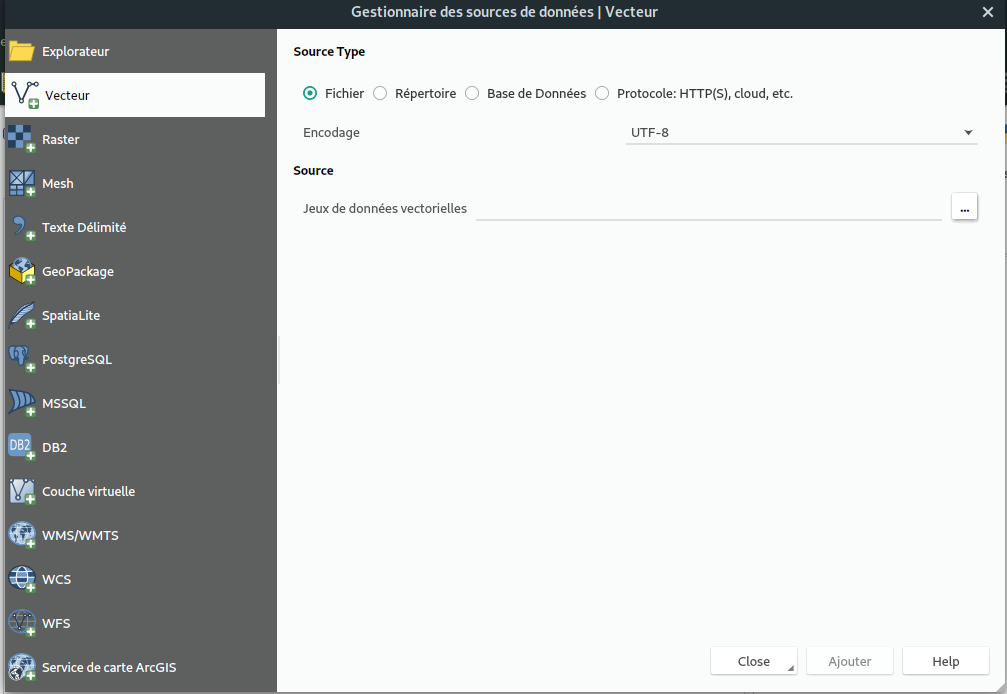 Gestionnaire des sources de données | Vecteur
Explorateur
Vecteur
Raster
Mesh
Texte Délimité
GeoPackage
SpatiaLite
PostgreSQL
MSSQL
DB2
DB2
Couche virtuelle
WMS/WMTS
WCS
WFS
Service de carte ArcGIS
Source Type
Fichier Répertoire Base de Données Protocole: HTTP(S), cloud, etc.
Encodage UTF-8
Source
Jeux de données vectorielles ...
Close Ajouter Help